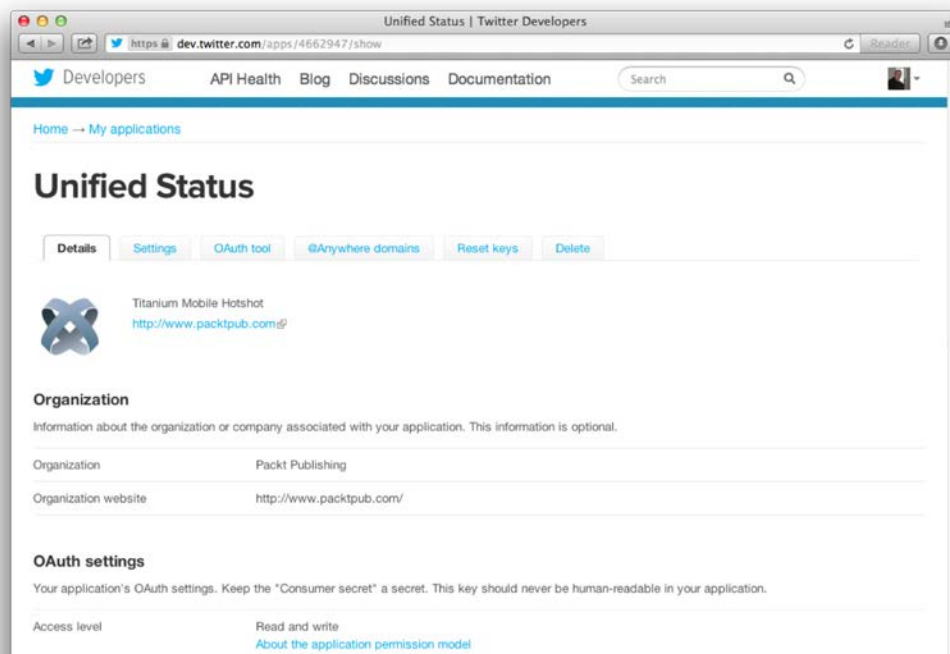 Unified Status | Twitter Developers
https dev.twitter.com/apps/4662947/show
Reader
Developers API Health Blog Discussions Documentation Search
Home → My applications
Unified Status
Details Settings OAuth tool @Anywhere domains Reset keys Delete
Titanium Mobile Hotshot
http://www.packtpub.com
Organization
Information about the organization or company associated with your application. This information is optional.
Organization Packt Publishing
Organization website http://www.packtpub.com/
OAuth settings
Your application's OAuth settings. Keep the "Consumer secret" a secret. This key should never be human-readable in your application.
Access level Read and write
About the application permission model